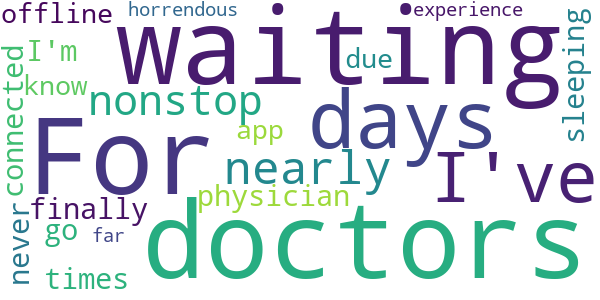 offline horrendous experience
I'm waiting due sleeping
know connected
nonstop days
app
For nearly I've
physician
finally
never go doctors
far
times